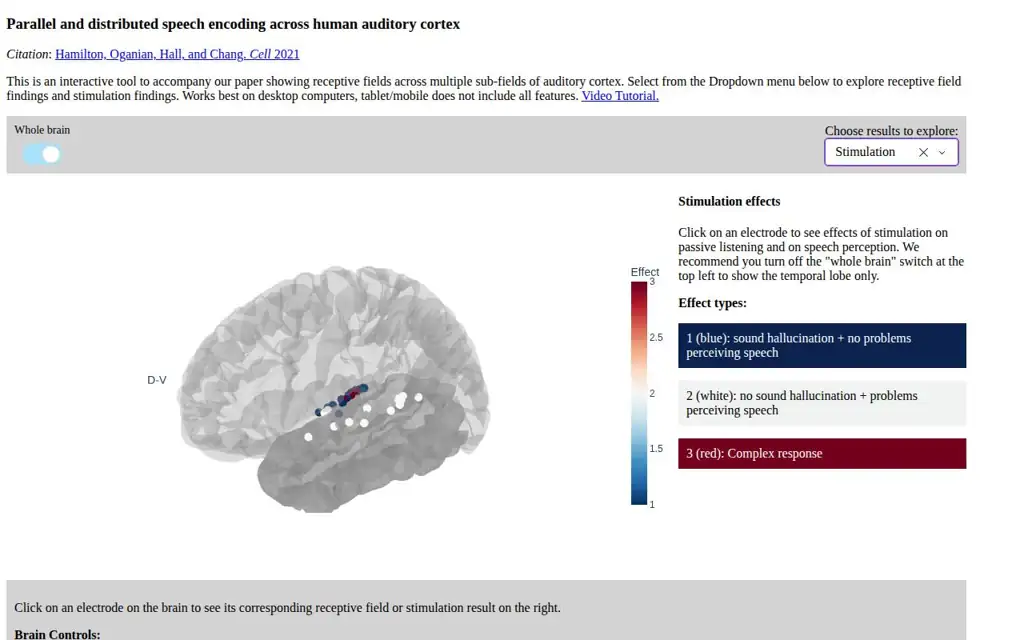 Parallel and distributed speech encoding across human auditory cortex
Citation: Hamilton, Oganian, Hall, and Chang. Cell 2021
This is an interactive tool to accompany our paper showing receptive fields across multiple sub-fields of auditory cortex. Select from the Dropdown menu below to explore receptive field
findings and stimulation findings. Works best on desktop computers, tablet/mobile does not include all features. Video Tutorial.
Whole brain
Choose results to explore:
Stimulation
Stimulation effects
Click on an electrode to see effects of stimulation on
passive listening and on speech perception. We
recommend you turn off the "whole brain" switch at the
top left to show the temporal lobe only.
Effect types:
1 (blue): sound hallucination + no problems
perceiving speech
2 (white): no sound hallucination + problems
perceiving speech
3 (red): Complex response
D-V
Effect
3
2.5
2
1.5
1
Click on an electrode on the brain to see its corresponding receptive field or stimulation result on the right.
Brain Controls: